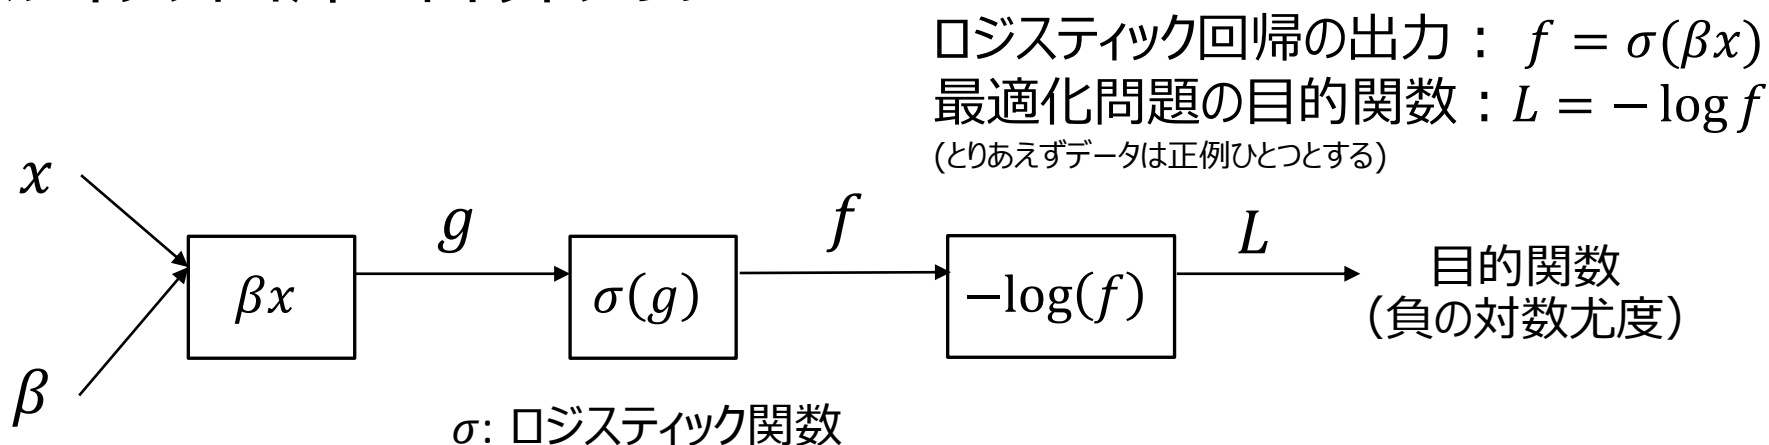 ロジスティック回帰の出力： f = σ(βx)
最適化問題の目的関数：L = − log f
(とりあえずデータは正例ひとつとする)
x
g
f
L
βx
σ(g)
−log(f)
目的関数
（負の対数尤度）
β
σ: ロジスティック関数